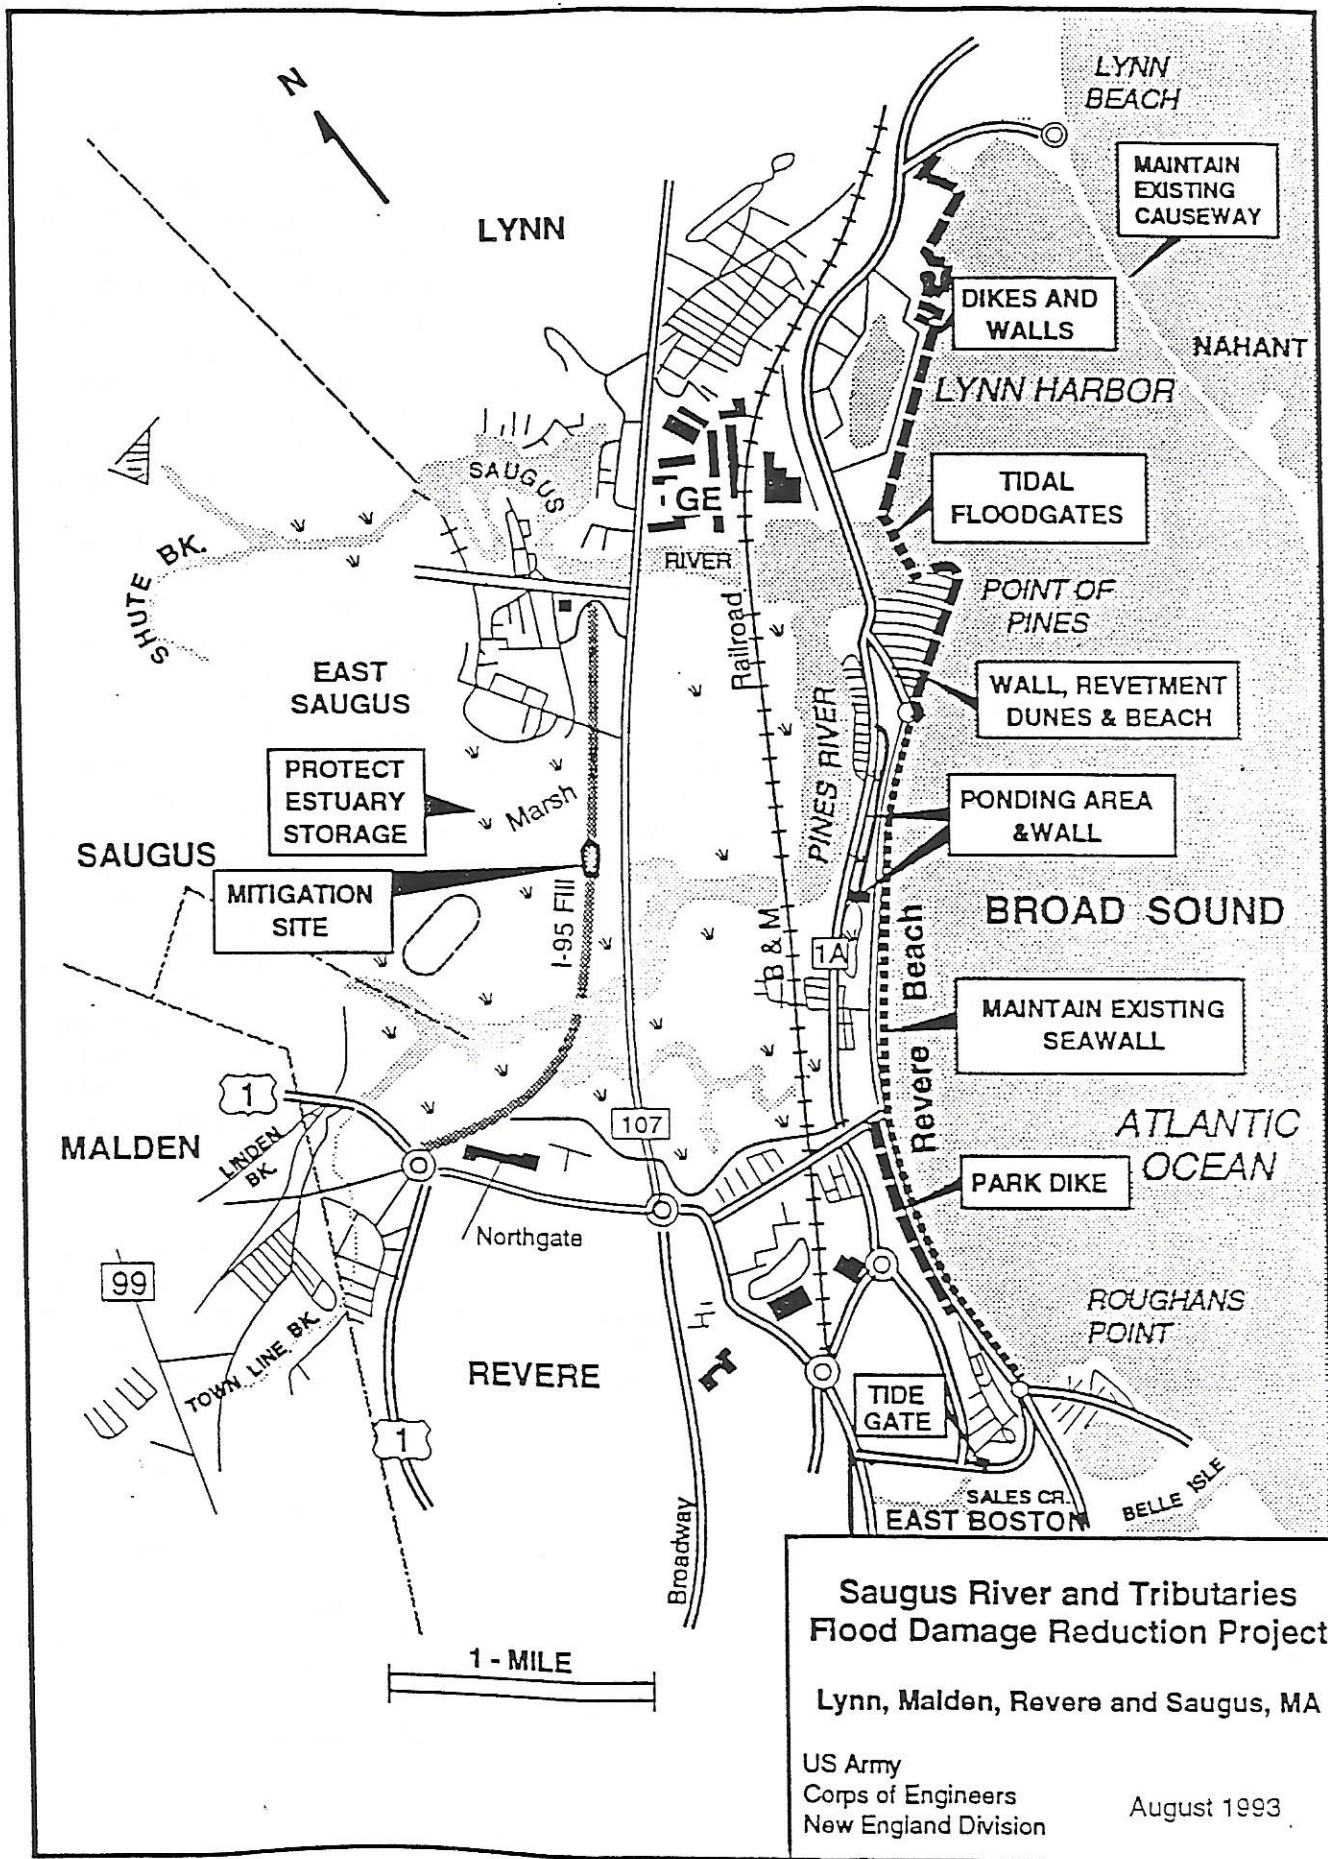 N
LYNN
BEACH
MAINTAIN
EXISTING
CAUSEWAY
LYNN
DIKES AND
WALLS
NAHANT
LYNN HARBOR
SAUGUS
GE
TIDAL
FLOODGATES
RIVER
SHUTE BK.
Railroad
POINT OF
PINES
EAST
SAUGUS
WALL, REVETMENT
DUNES & BEACH
PROTECT
ESTUARY
STORAGE
Marsh
PINES RIVER
PONDING AREA
&WALL
SAUGUS
MITIGATION
SITE
I-95 Fill
B & M
1A
Revere Beach
BROAD SOUND
MAINTAIN EXISTING
SEAWALL
1
107
MALDEN
LINDEN
BK.
ATLANTIC
OCEAN
PARK DIKE
Northgate
99
TOWN LINE BK.
REVERE
ROUGHANS
POINT
1
TIDE
GATE
SALES CR.
EAST BOSTON
BELLE ISLE
Broadway
1 - MILE
Saugus River and Tributaries
Flood Damage Reduction Project
Lynn, Malden, Revere and Saugus, MA
US Army
Corps of Engineers
New England Division
August 1993